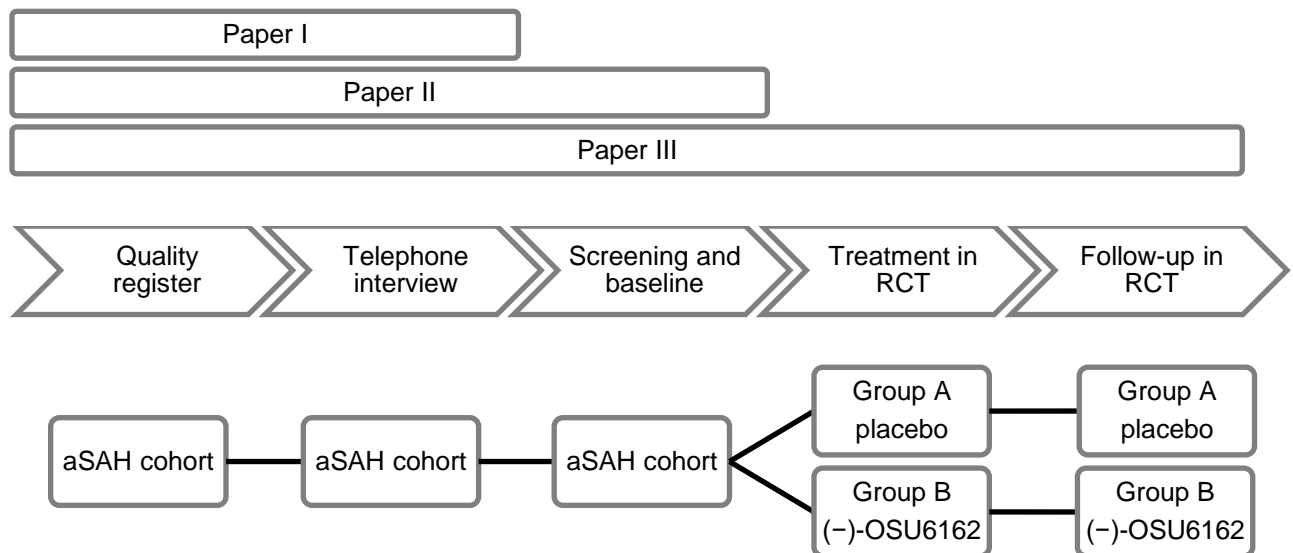 Paper I
Paper II
Paper III
Quality
register
Telephone
interview
Screening and
baseline
Treatment in
RCT
Follow-up in
RCT
aSAH cohort
aSAH cohort
aSAH cohort
Group A
placebo
Group A
placebo
Group B
(−)-OSU6162
Group B
(−)-OSU6162